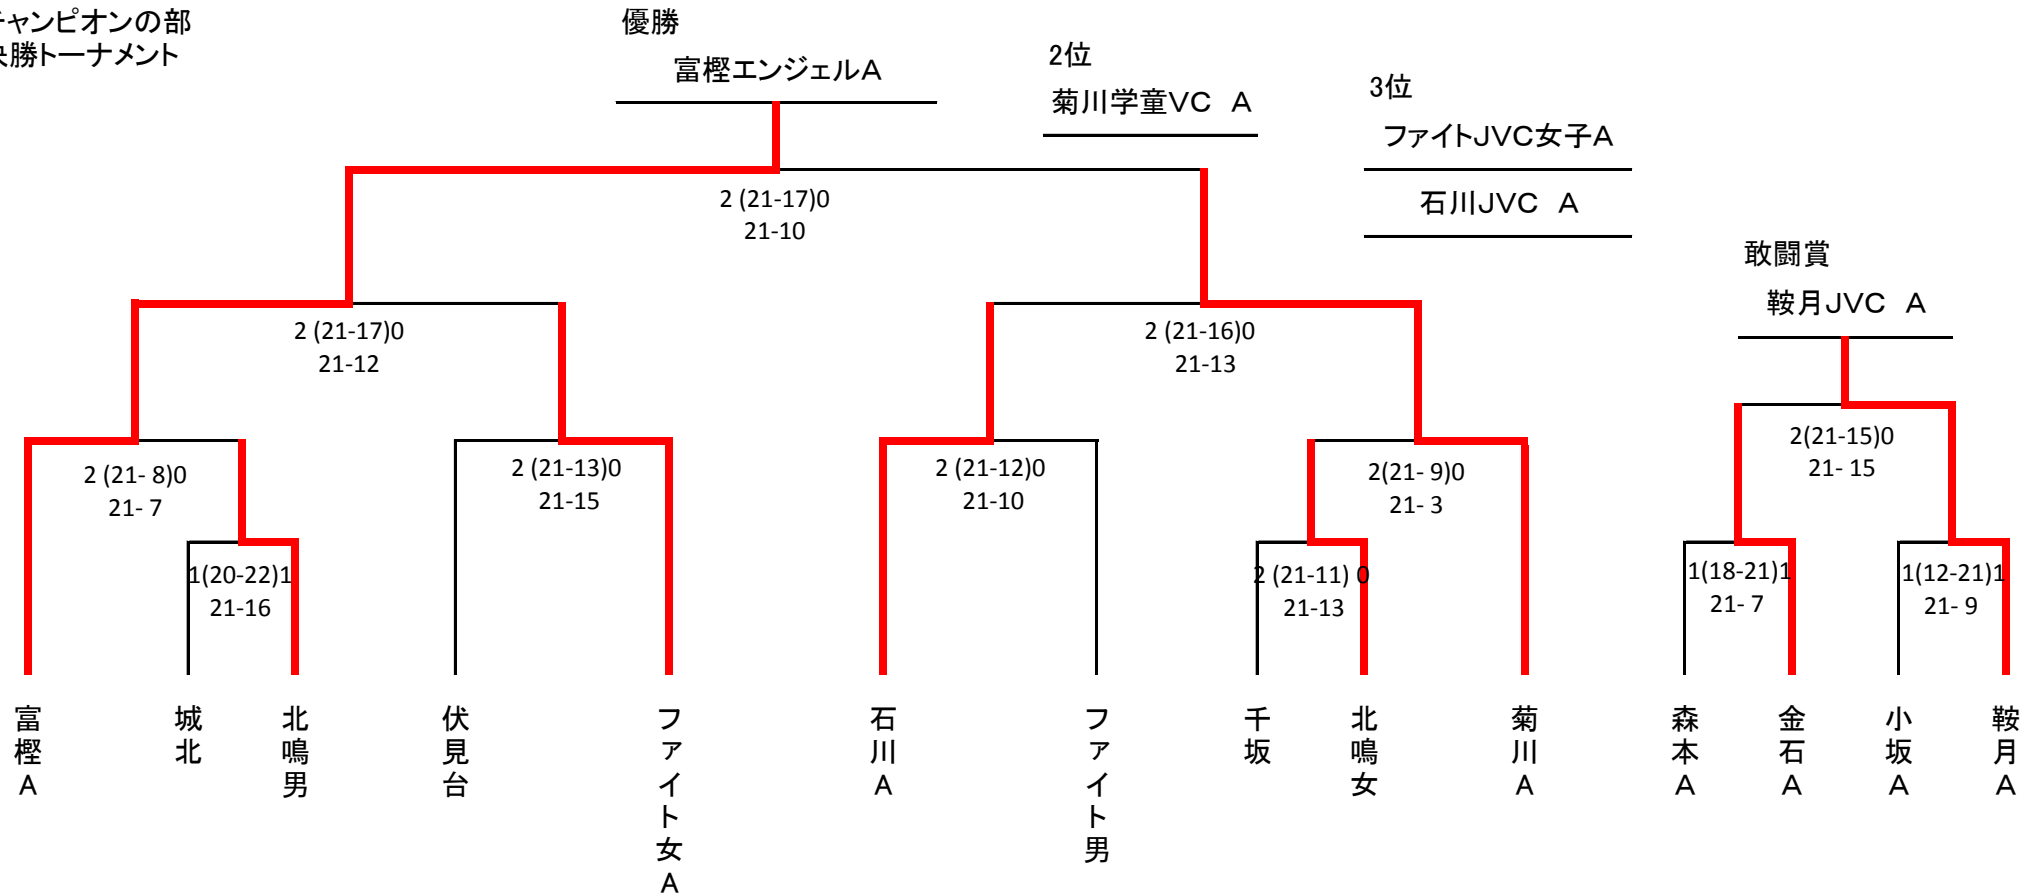 チャンピオンの部
決勝トーナメント
優勝
富樫エンジェルA
2位
菊川学童VC A
3位
ファイトJVC女子A
石川JVC A
敢闘賞
鞍月JVC A
2 (21-17)0
21-10
2 (21-17)0
21-12
2 (21-16)0
21-13
2 (21- 8)0
21- 7
2 (21-13)0
21-15
2 (21-12)0
21-10
2(21- 9)0
21- 3
2(21-15)0
21- 15
1(20-22)1
21-16
2 (21-11) 0
21-13
1(18-21)1
21- 7
1(12-21)1
21- 9
富樫A
城北
北鳴男
伏見台
ファイト女A
石川A
ファイト男
千坂
北鳴女
菊川A
森本A
金石A
小坂A
鞍月A